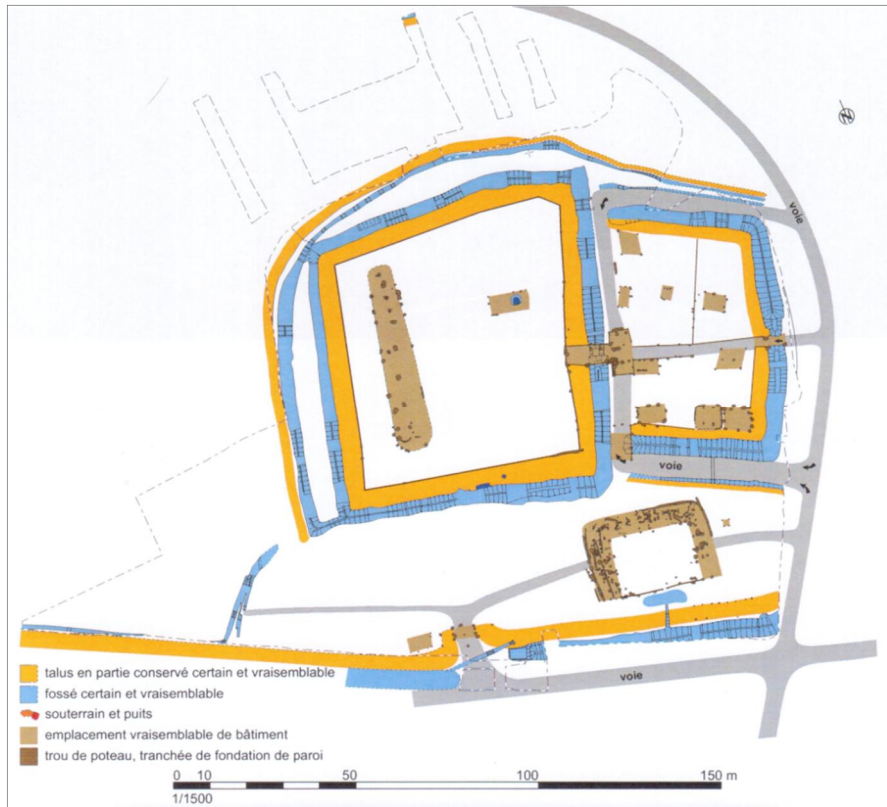 N
voie
voie
voie
talus en partie conservé certain et vraisemblable
fossé certain et vraisemblable
souterrain et puits
emplacement vraisemblable de bâtiment
trou de poteau, tranchée de fondation de paroi
0 10 50 100 150 m
1/1500